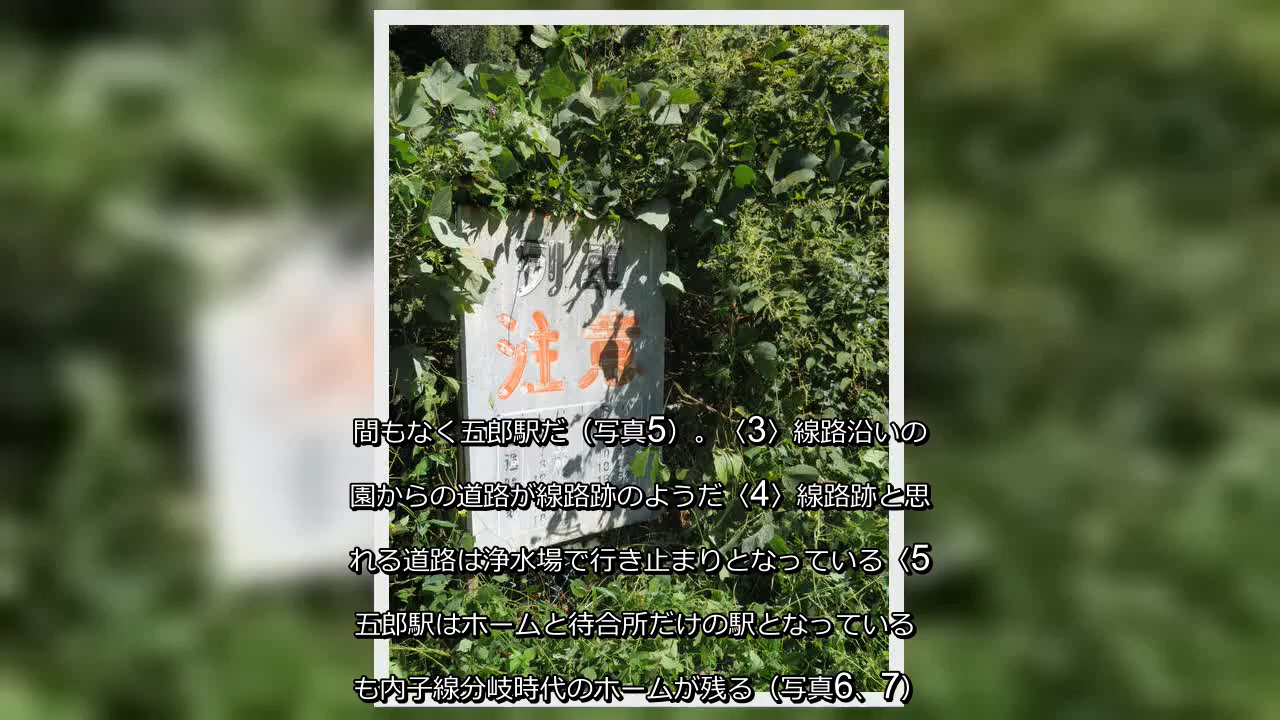 列車
注意
間もなく五郎駅だ（写真5）。〈3〉線路沿いの
園からの道路が線路跡のようだ〈4〉線路跡と思
れる道路は浄水場で行き止まりとなっている〈5
五郎駅はホームと待合所だけの駅となっている
も内子線分岐時代のホームが残る（写真6、7）